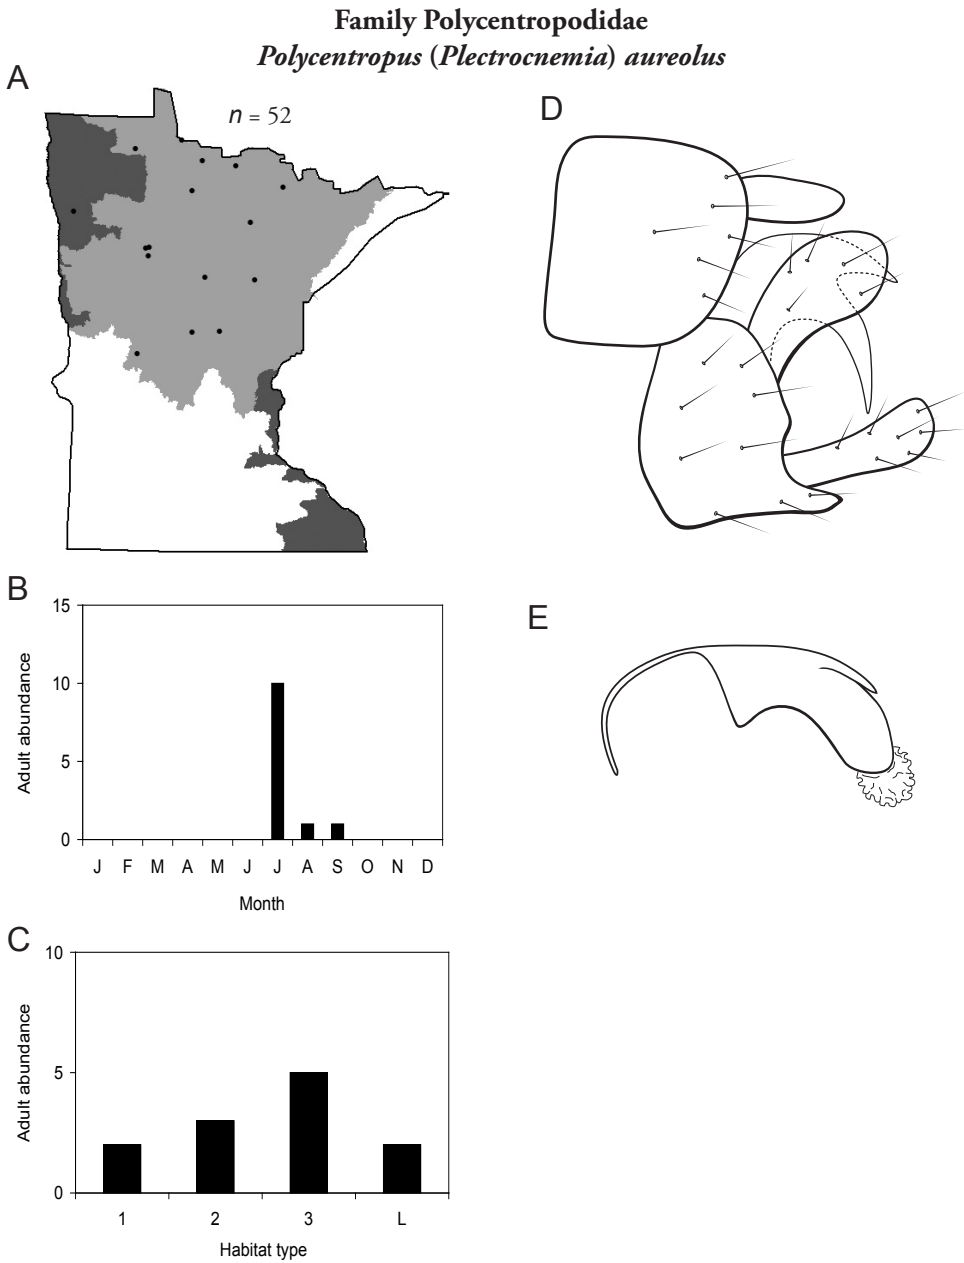 Family Polycentropodidae
Polycentropus (Plectrocnemia) aureolus
A
n = 52
D
B
15
10
5
0
Adult abundance
J F M A M J J A S O N D
Month
E
C
10
5
0
Adult abundance
1 2 3 L
Habitat type